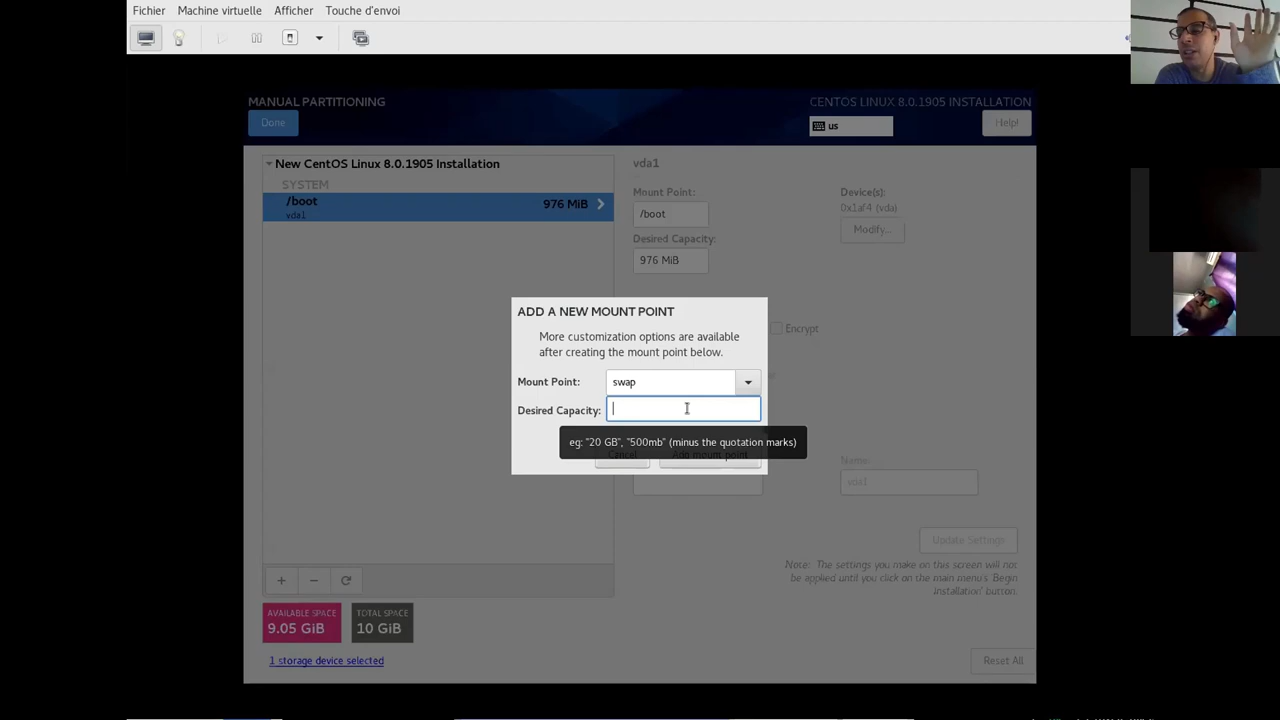 Fichier Machine virtuelle Afficher Touche d'envoi
MANUAL PARTITIONING
CENTOS LINUX 8.0.1905 INSTALLATION
Done
us
Help!
New CentOS Linux 8.0.1905 Installation
SYSTEM
/boot
976 MiB
vda1
vda1
Mount Point:
/boot
Desired Capacity:
976 MiB
Device(s):
0x1af4 (vda)
Modify...
Encrypt
ADD A NEW MOUNT POINT
More customization options are available
after creating the mount point below.
Mount Point:
swap
Desired Capacity:
eg: "20 GB", "500mb" (minus the quotation marks)
Cancel
Add mount point
Name:
vda1
Update Settings
Note: The settings you make on this screen will not
be applied until you click on the main menu's 'Begin
Installation' button.
AVAILABLE SPACE
9.05 GiB
TOTAL SPACE
10 GiB
1 storage device selected
Reset All